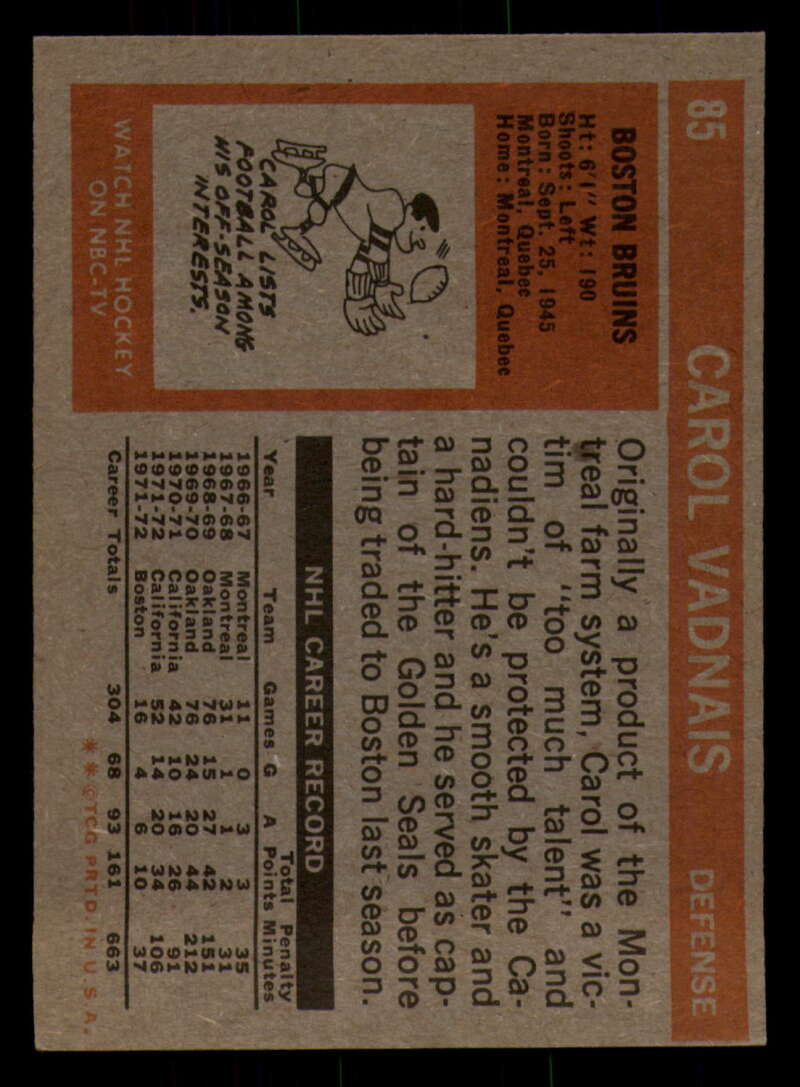 85 CAROL VADNAIS DEFENSE
BOSTON BRUINS
Ht: 6'1" Wt: 190
Shoots: Left
Born: Sept. 25, 1945
Montreal, Quebec
Home: Montreal, Quebec
CAROL LISTS
FOOTBALL AMONG
HIS OFF-SEASON
INTERESTS.
WATCH NHL HOCKEY
ON NBC-TV
Originally a product of the Mon-
treal farm system, Carol was a vic-
tim of "too much talent" and
couldn't be protected by the Ca-
nadiens. He's a smooth skater and
a hard-hitter and he served as cap-
tain of the Golden Seals before
being traded to Boston last season.
NHL CAREER RECORD
Total Penalty
Year Team Games G A Points Minutes
1966-67 Montreal 11 0 3 3 35
1967-68 Montreal 31 1 1 2 31
1968-69 Oakland 76 15 27 42 151
1969-70 Oakland 76 24 20 44 212
1970-71 California 42 10 16 26 91
1971-72 California 52 14 20 34 106
1971-72 Boston 16 4 6 10 37
Career Totals 304 68 93 161 663
**©TCG PRTD. IN U.S.A.